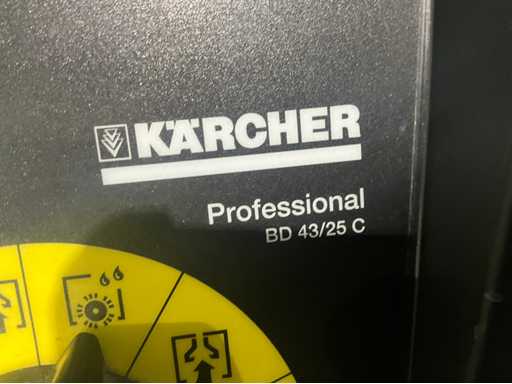 KÄRCHER
Professional
BD 43/25 C